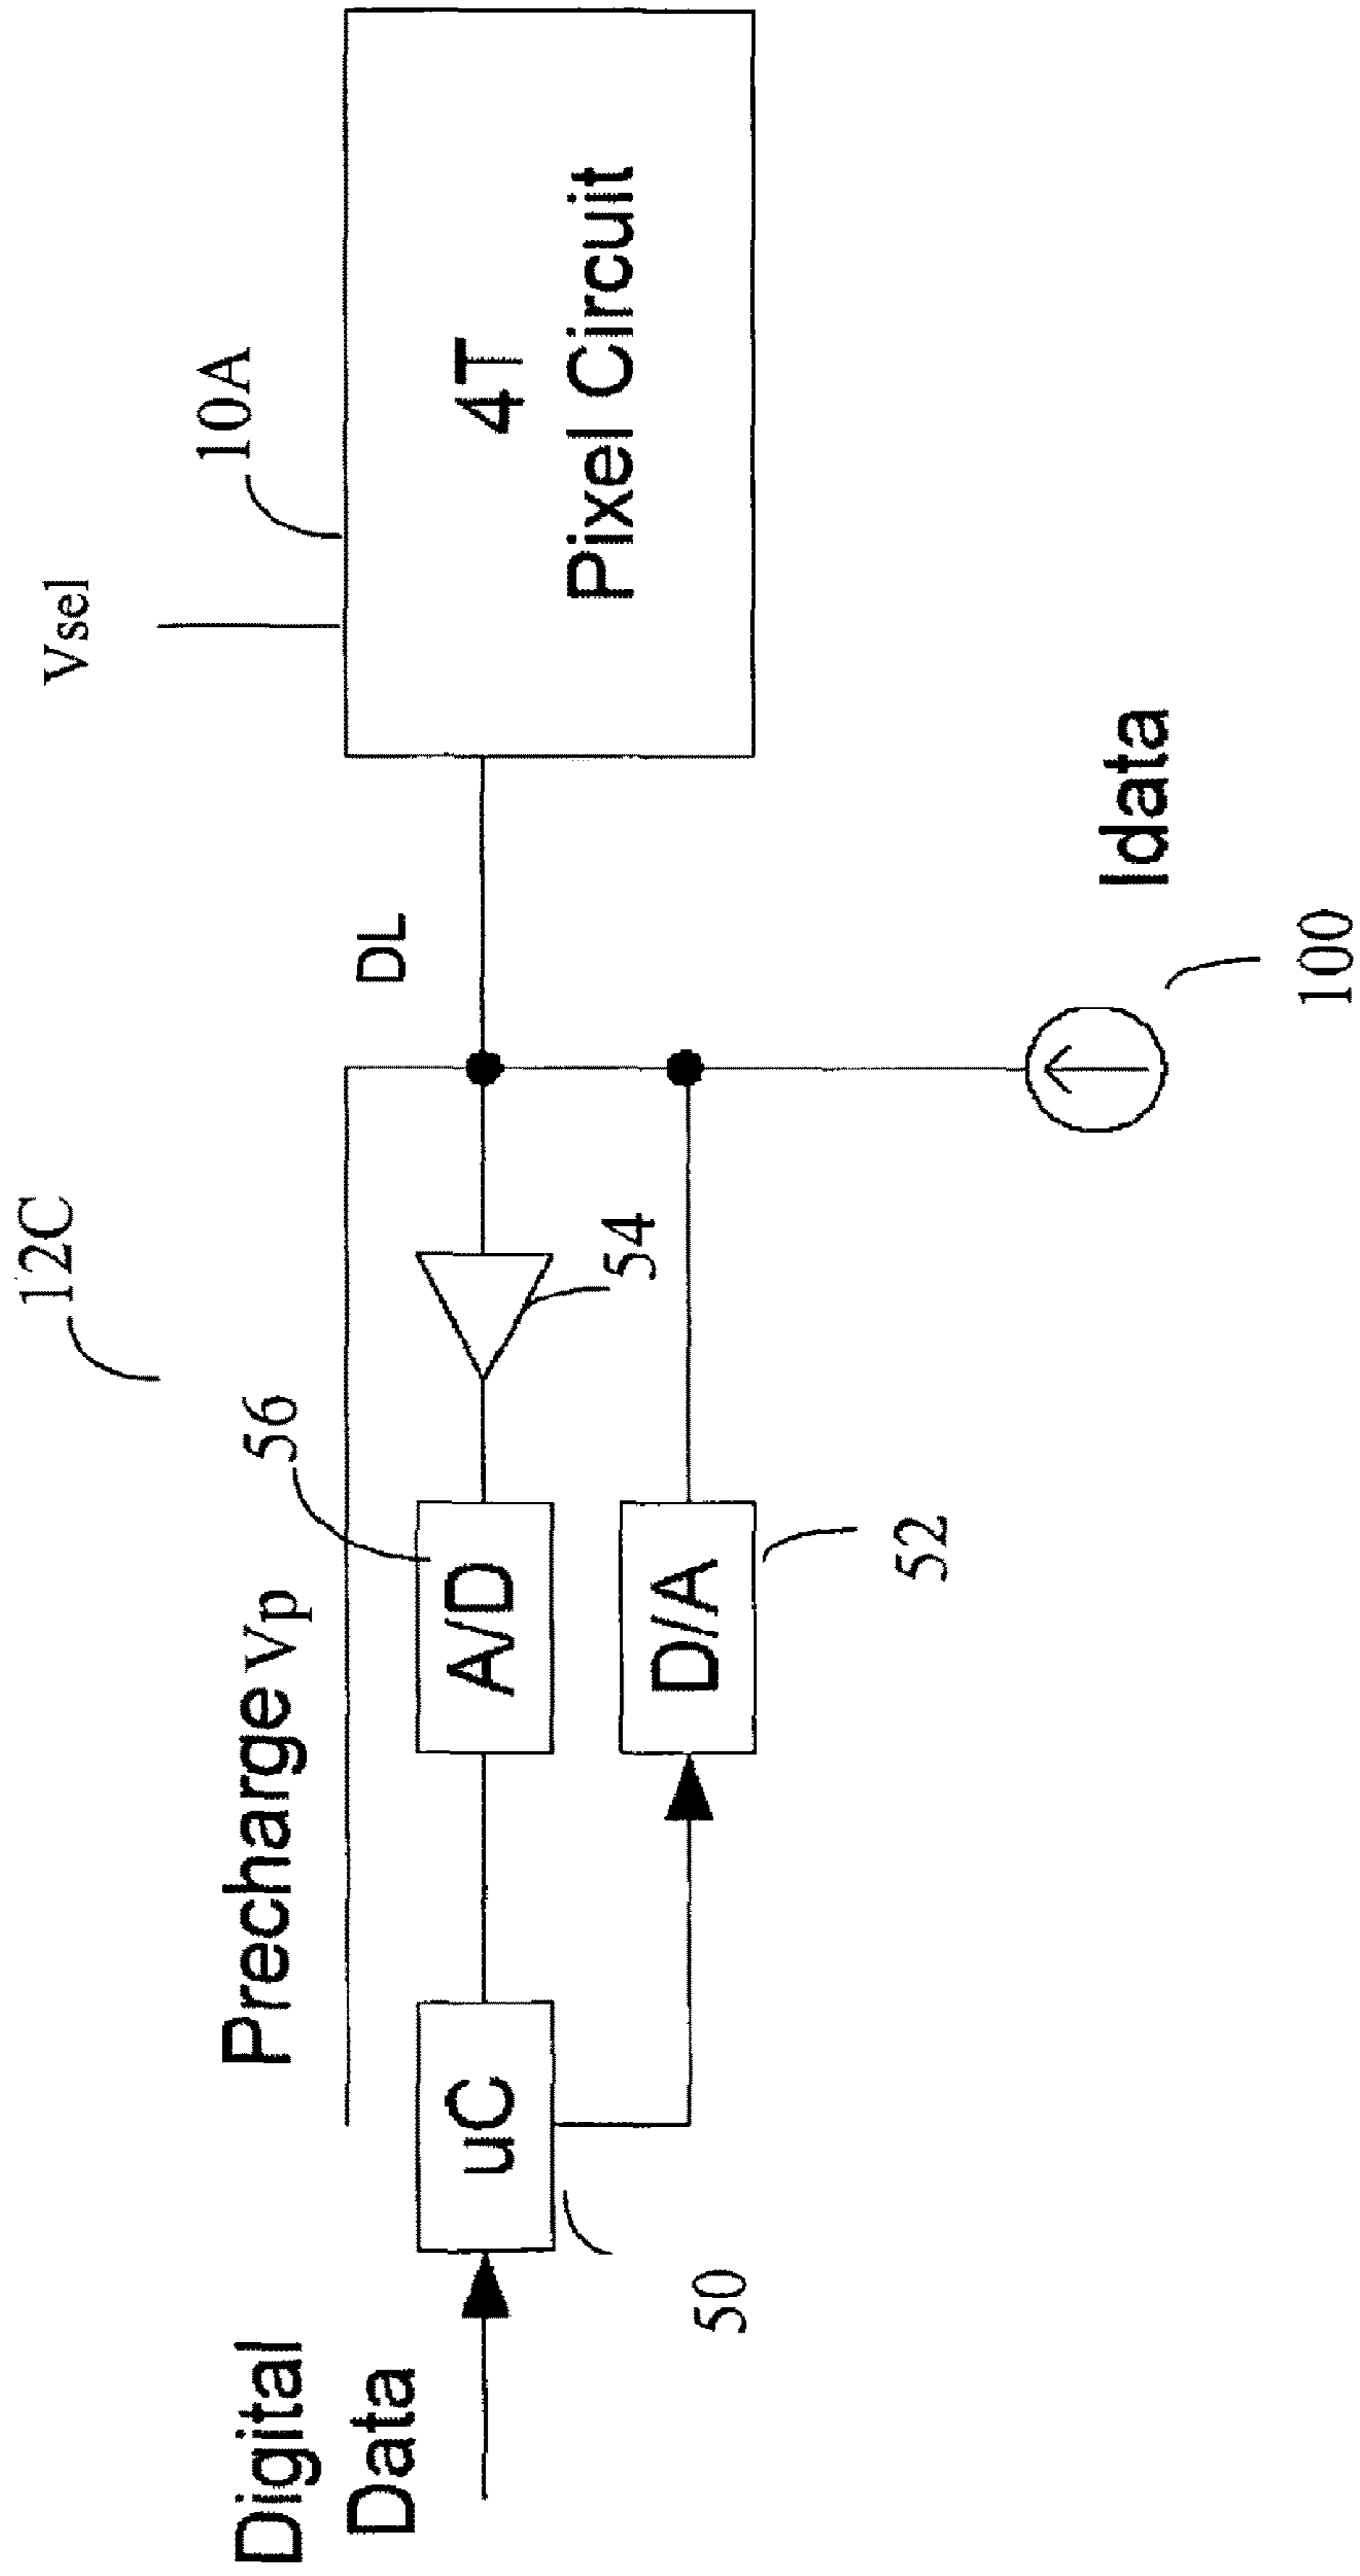 12C
Vsel
10A
Precharge Vp
56
Digital
Data
DL
uC
A/D
54
4T
Pixel Circuit
D/A
50
52
Idata
100